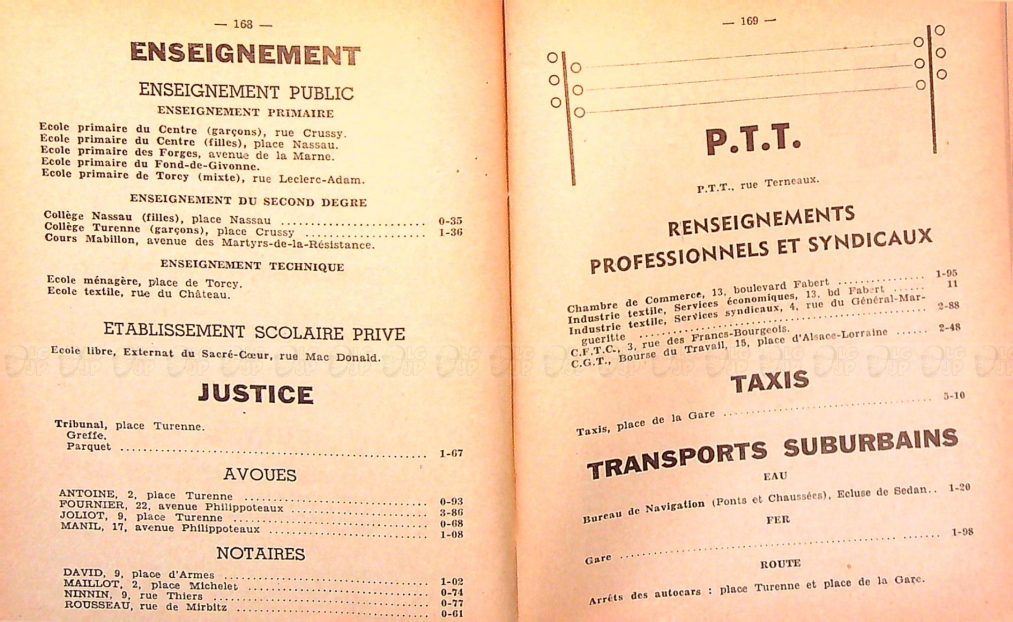 — 168 —
ENSEIGNEMENT
ENSEIGNEMENT PUBLIC
ENSEIGNEMENT PRIMAIRE
Ecole primaire du Centre (garçons), rue Crussy.
Ecole primaire du Centre (filles), place Nassau.
Ecole primaire des Forges, avenue de la Marne.
Ecole primaire du Fond-de-Givonne.
Ecole primaire de Torcy (mixte), rue Leclerc-Adam.
ENSEIGNEMENT DU SECOND DEGRE
Collège Nassau (filles), place Nassau .......................... 0-35
Collège Turenne (garçons), place Crussy ...................... 1-36
Cours Mabillon, avenue des Martyrs-de-la-Résistance.
ENSEIGNEMENT TECHNIQUE
Ecole ménagère, place de Torcy.
Ecole textile, rue du Château.
ETABLISSEMENT SCOLAIRE PRIVE
Ecole libre, Externat du Sacré-Cœur, rue Mac Donald.
JUSTICE
Tribunal, place Turenne.
Greffe.
Parquet .......................................................... 1-67
AVOUES
ANTOINE, 2, place Turenne .................................. 0-93
FOURNIER, 22, avenue Philippoteaux ......................... 3-86
JOLIOT, 9, place Turenne .................................... 0-68
MANIL, 17, avenue Philippoteaux ............................. 1-08
NOTAIRES
DAVID, 9, place d'Armes ..................................... 1-02
MAILLOT, 2, place Michelet .................................. 0-74
NINNIN, 9, rue Thiers ....................................... 0-77
ROUSSEAU, rue de Mirbitz .................................... 0-61
— 169 —
P.T.T.
P.T.T., rue Terneaux.
RENSEIGNEMENTS
PROFESSIONNELS ET SYNDICAUX
Chambre de Commerce, 13, boulevard Fabert ................ 1-95
Industrie textile, Services économiques, 13, bd Fabert ...... 11
Industrie textile, Services syndicaux, 4, rue du Général-Mar-
gueritte ..................................................... 2-88
C.F.T.C., 3, rue des Francs-Bourgeois.
C.G.T., Bourse du Travail, 15, place d'Alsace-Lorraine ...... 2-48
TAXIS
Taxis, place de la Gare ..................................... 5-10
TRANSPORTS SUBURBAINS
EAU
Bureau de Navigation (Ponts et Chaussées), Ecluse de Sedan.. 1-20
FER
Gare ......................................................... 1-98
ROUTE
Arrêts des autocars : place Turenne et place de la Gare.